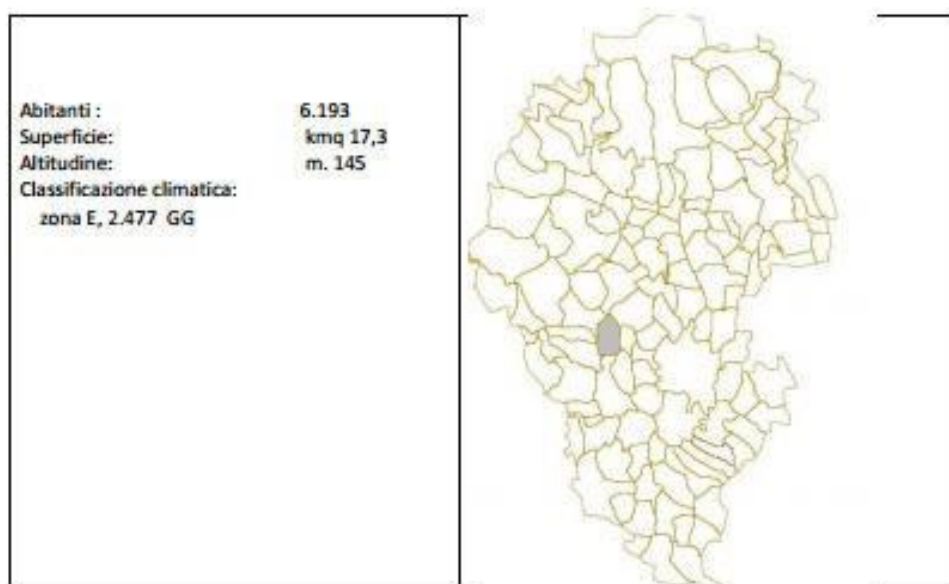 Abitanti : 6.193
Superficie: kmq 17,3
Altitudine: m. 145
Classificazione climatica:
zona E, 2.477 GG